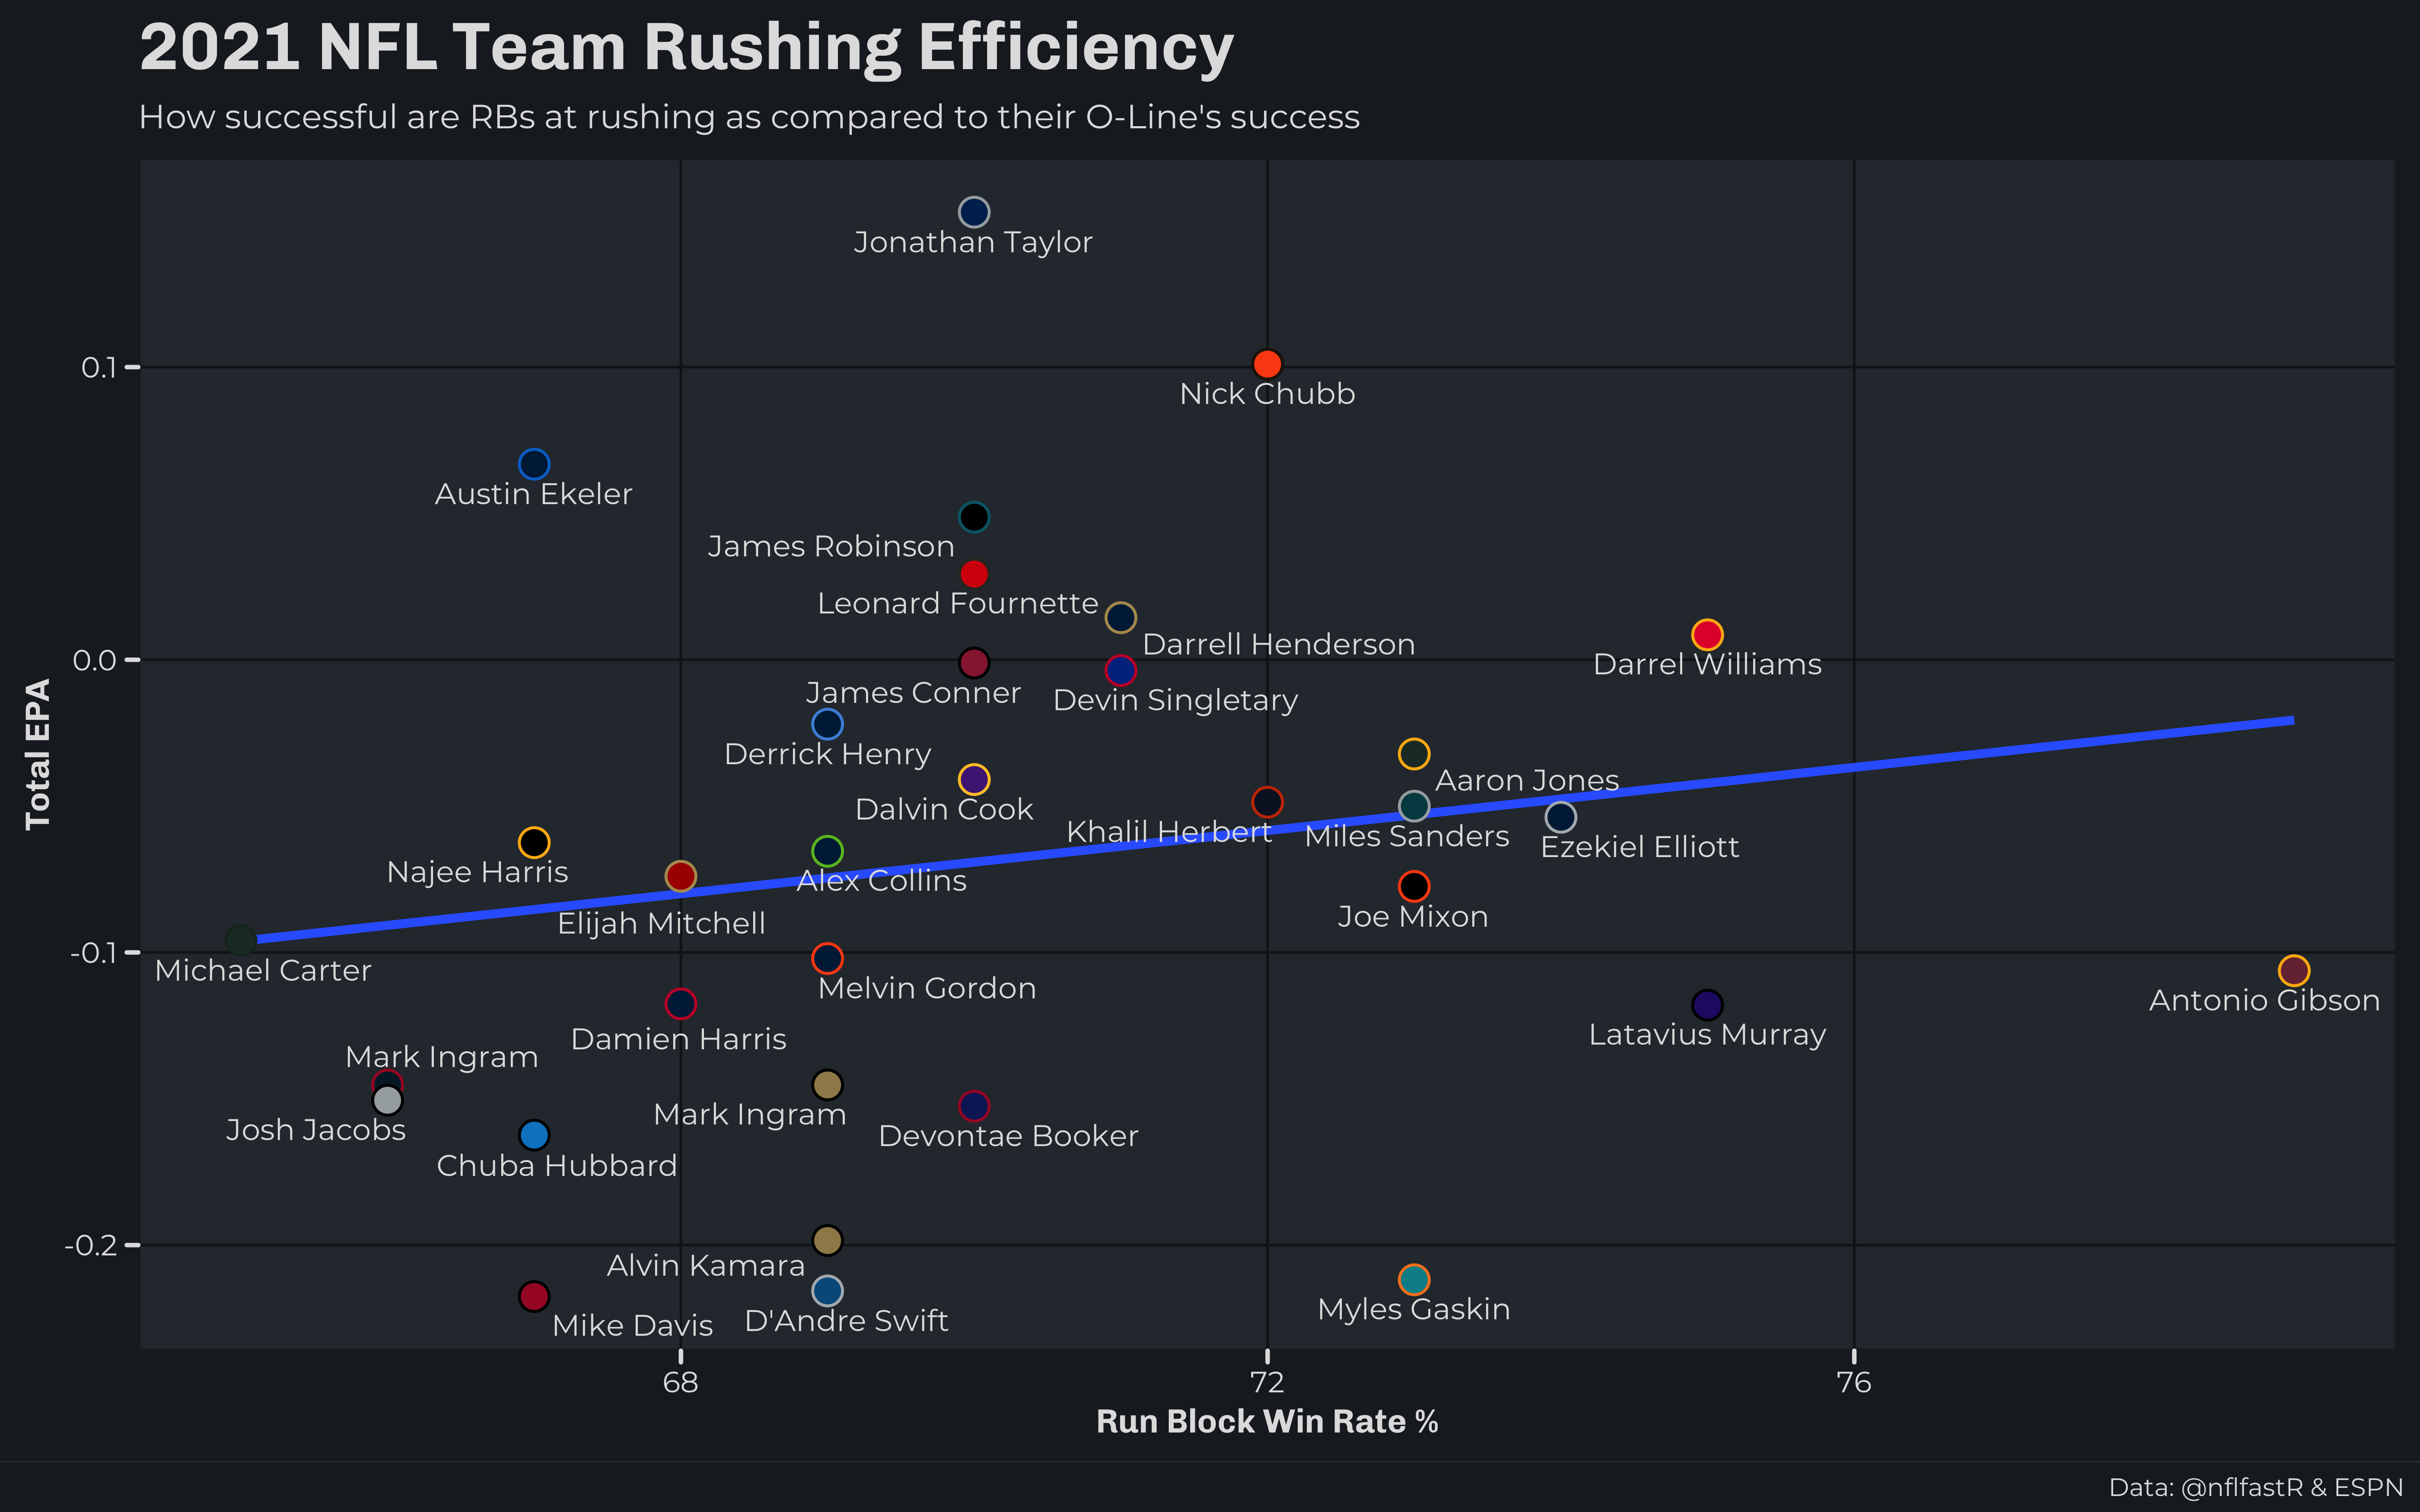 2021 NFL Team Rushing Efficiency
How successful are RBs at rushing as compared to their O-Line's success
Jonathan Taylor
0.1
Nick Chubb
Austin Ekeler
James Robinson
Leonard Fournette
Darrell Henderson
0.0
Darrel Williams
James Conner
Devin Singletary
Derrick Henry
Aaron Jones
Dalvin Cook
Khalil Herbert
Miles Sanders
Ezekiel Elliott
Najee Harris
Alex Collins
Elijah Mitchell
Joe Mixon
-0.1
Michael Carter
Melvin Gordon
Antonio Gibson
Damien Harris
Latavius Murray
Mark Ingram
Josh Jacobs
Mark Ingram
Devontae Booker
Chuba Hubbard
-0.2
Alvin Kamara
Mike Davis
D'Andre Swift
Myles Gaskin
Total EPA
68
72
76
Run Block Win Rate %
Data: @nflfastR & ESPN